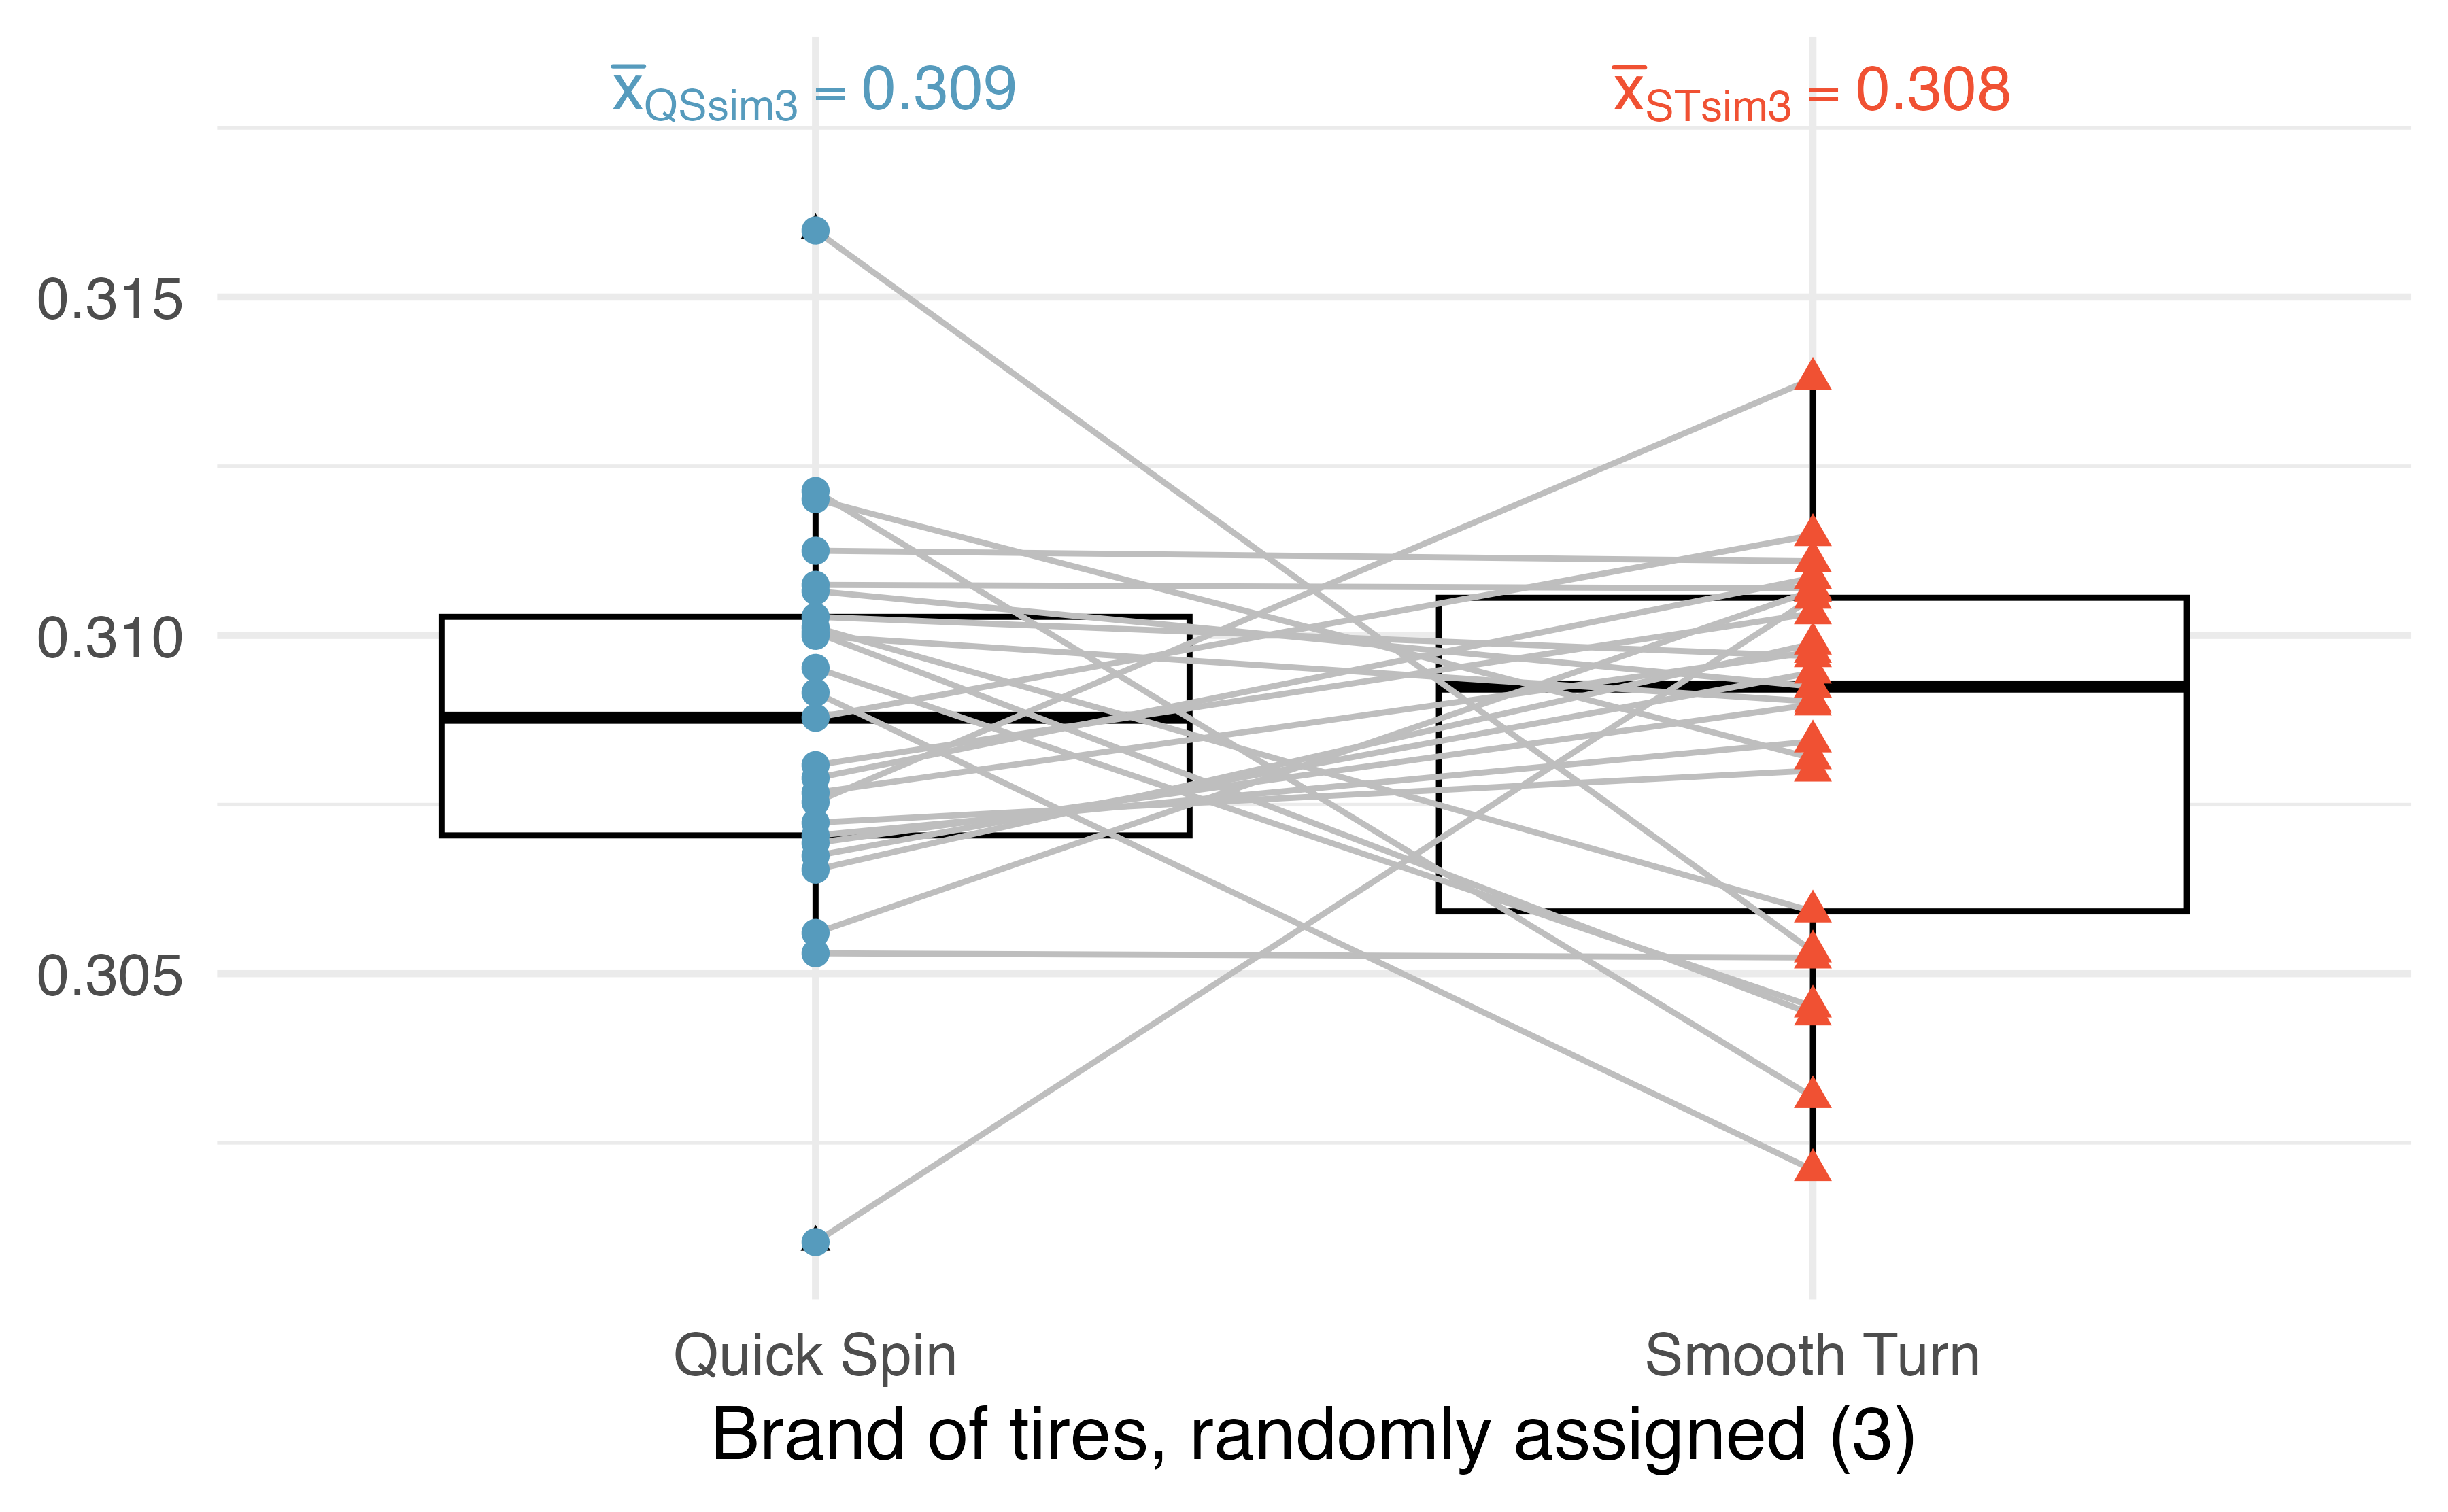 x̄QSsim3 = 0.309 x̄STsim3 = 0.308
0.315
0.310
0.305
Quick Spin Smooth Turn
Brand of tires, randomly assigned (3)